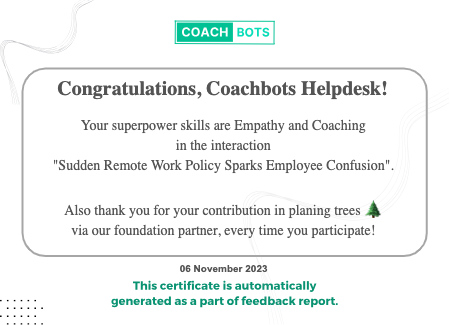 COACH BOTS
Congratulations, Coachbots Helpdesk!
Your superpower skills are Empathy and Coaching
in the interaction
"Sudden Remote Work Policy Sparks Employee Confusion".
Also thank you for your contribution in planing trees 🌲
via our foundation partner, every time you participate!
06 November 2023
This certificate is automatically
generated as a part of feedback report.